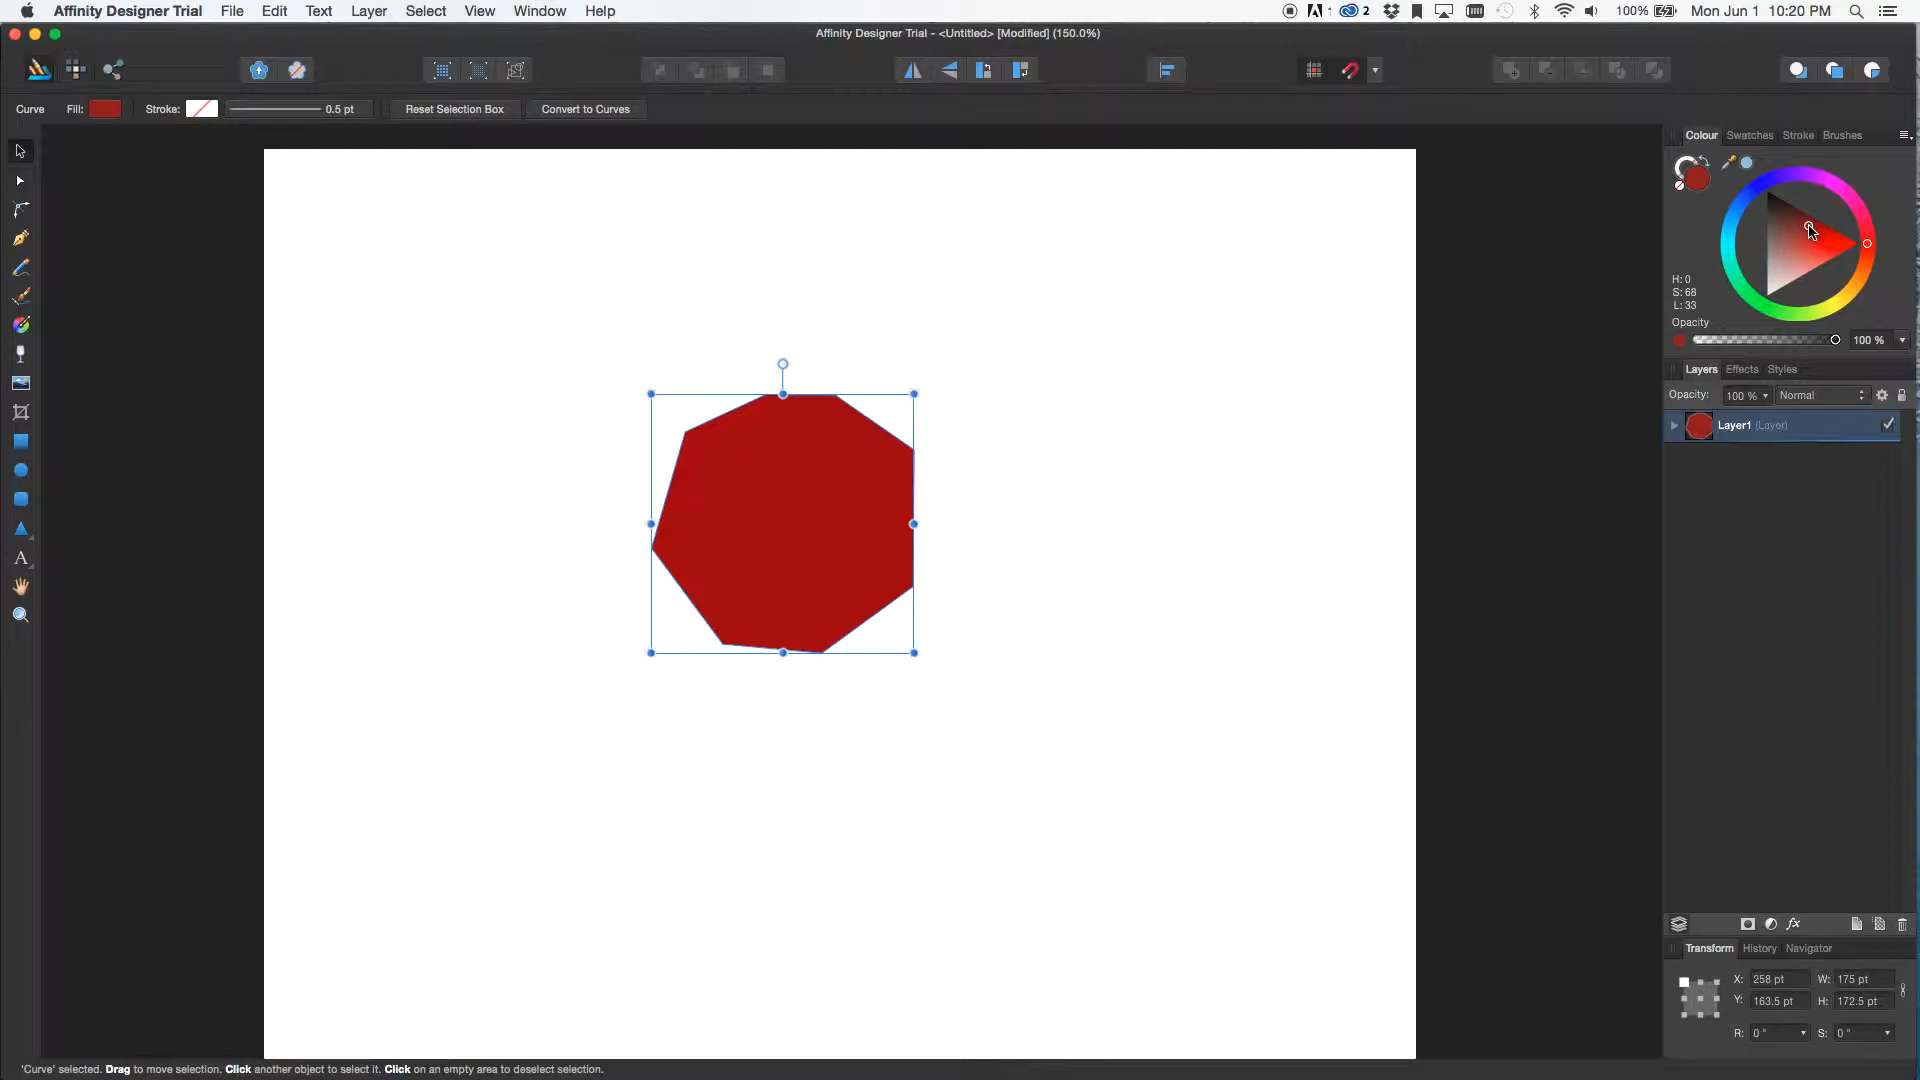 Affinity Designer Trial File Edit Text Layer Select View Window Help 2 100% Mon Jun 1 10:20 PM
Affinity Designer Trial - <Untitled> [Modified] (150.0%)
Curve Fill: Stroke: 0.5 pt Reset Selection Box Convert to Curves
Colour Swatches Stroke Brushes
H: 0
S: 68
L: 33
Opacity
100 %
Layers Effects Styles
Opacity: 100 % Normal
Layer1 (Layer)
A
fx
Transform History Navigator
X: 258 pt W: 175 pt
Y: 163.5 pt H: 172.5 pt
R: 0 ° S: 0 °
'Curve' selected. Drag to move selection. Click another object to select it. Click on an empty area to deselect selection.